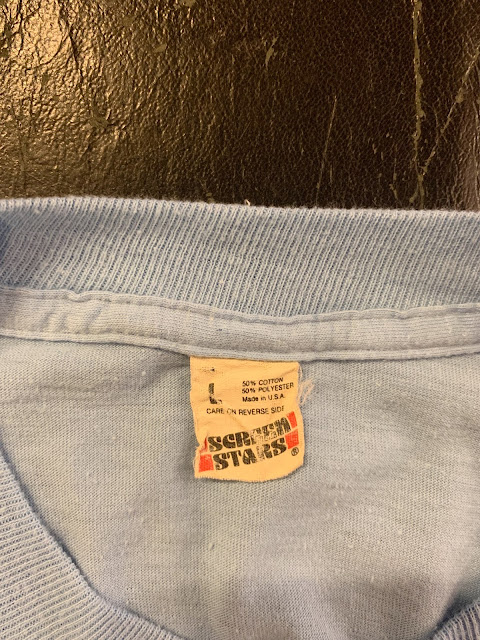 L
50% COTTON
50% POLYESTER
Made in U.S.A.
CARE ON REVERSE SIDE
SCREEN
STARS®